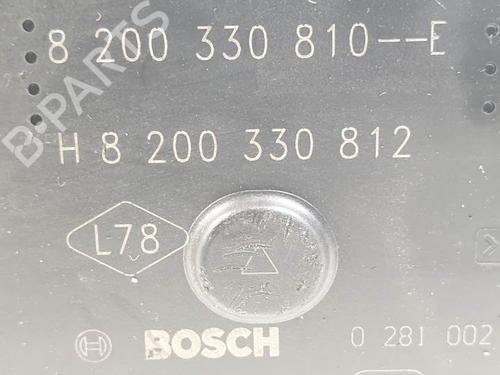 8 200 330 810--E
B-PARTS
H 8 200 330 812
L78
BOSCH 0 281 002